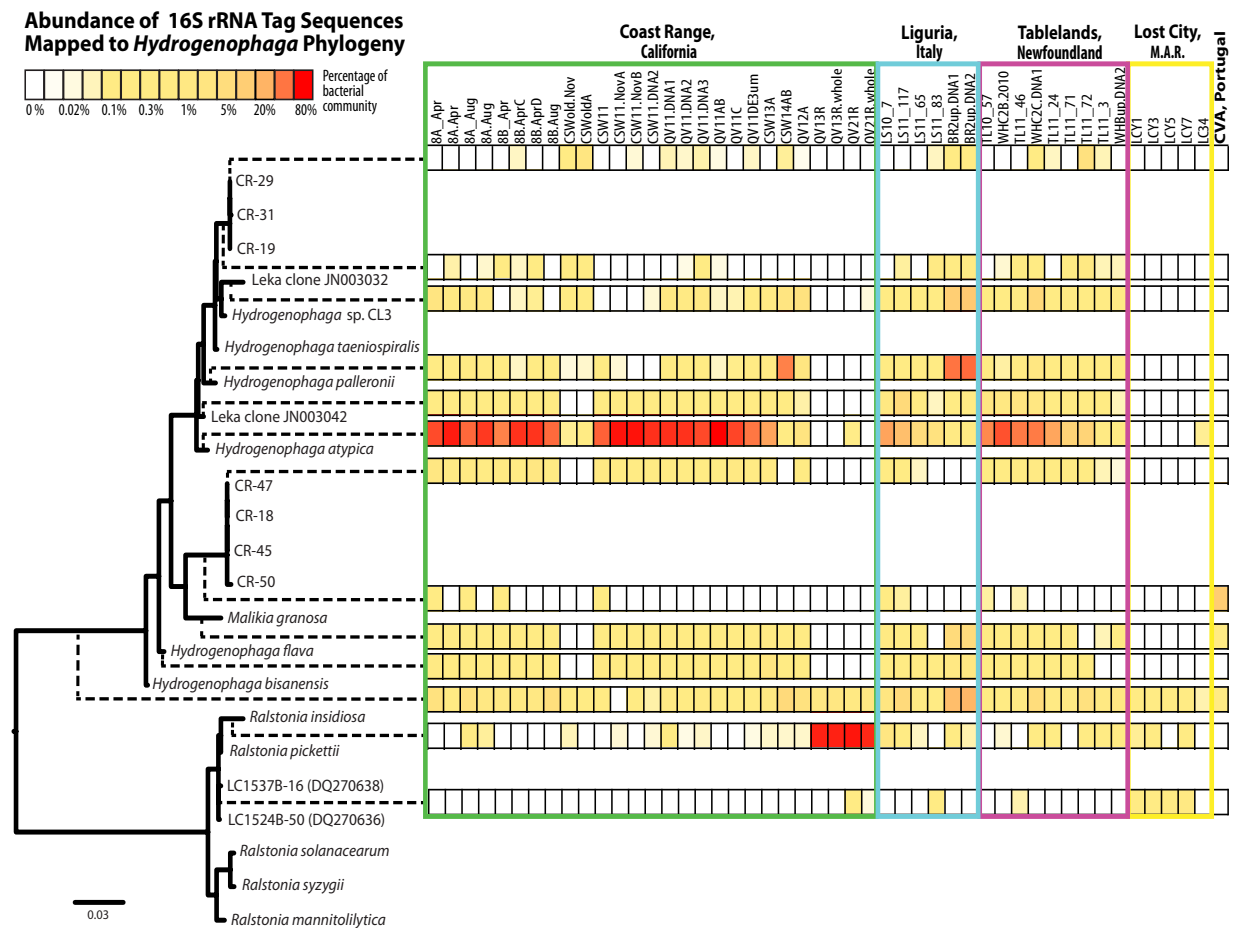 Abundance of 16S rRNA Tag Sequences
Mapped to Hydrogenophaga Phylogeny
Percentage of
bacterial
community
0 %
0.02%
0.1%
0.3%
1%
5%
20%
80%
Coast Range,
California
Liguria,
Italy
Tablelands,
Newfoundland
Lost City,
M.A.R.
CVA, Portugal
8A_Apr
8A.Apr
8A_Aug
8A.Aug
8B_Apr
8B.AprC
8B.AprD
8B.Aug
CSWold.Nov
CSWoldA
CSW11
CSW11.NovA
CSW11.NovB
CSW11.DNA2
QV11.DNA1
QV11.DNA2
QV11.DNA3
QV11AB
QV11C
QV11DE3um
CSW13A
CSW14AB
QV12A
QV13R
QV13R.whole
QV21R
QV21R.whole
LS10_7
LS11_117
LS11_65
LS11_83
BR2up.DNA1
BR2up.DNA2
TL10_57
WHC2B.2010
TL11_46
WHC2C.DNA1
TL11_24
TL11_71
TL11_72
TL11_3
WHBup.DNA2
LCY1
LCY3
LCY5
LCY7
LC34
CR-29
CR-31
CR-19
Leka clone JN003032
Hydrogenophaga sp. CL3
Hydrogenophaga taeniospiralis
Hydrogenophaga palleronii
Leka clone JN003042
Hydrogenophaga atypica
CR-47
CR-18
CR-45
CR-50
Malikia granosa
Hydrogenophaga flava
Hydrogenophaga bisanensis
Ralstonia insidiosa
Ralstonia pickettii
LC1537B-16 (DQ270638)
LC1524B-50 (DQ270636)
Ralstonia solanacearum
Ralstonia syzygii
Ralstonia mannitolilytica
0.03